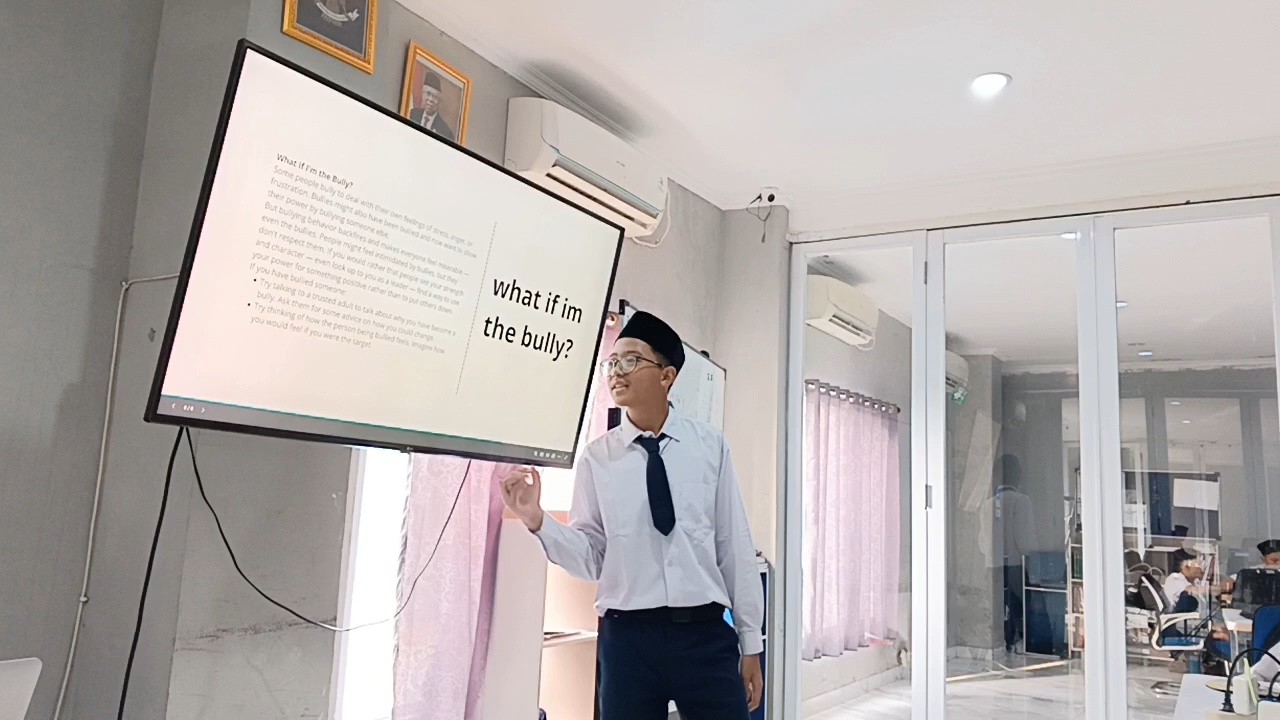 What If I'm the Bully?
Some people bully to deal with their own feelings of stress, anger, or
frustration. Bullies might also have been bullied and now want to show
their power by bullying someone else.
But bullying behavior backfires and makes everyone feel miserable —
even the bullies. People might feel intimidated by bullies, but they
don't respect them. If you would rather that people see your strength
and character — even look up to you as a leader — find a way to use
your power for something positive rather than to put others down.
If you have bullied someone:
• Try talking to a trusted adult to talk about why you have become a
bully. Ask them for some advice on how you could change.
• Try thinking of how the person being bullied feels. Imagine how
you would feel if you were the target.
what if im
the bully?